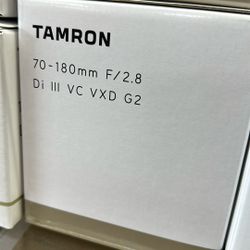 TAMRON
70-180mm F/2.8
Di III VC VXD G2